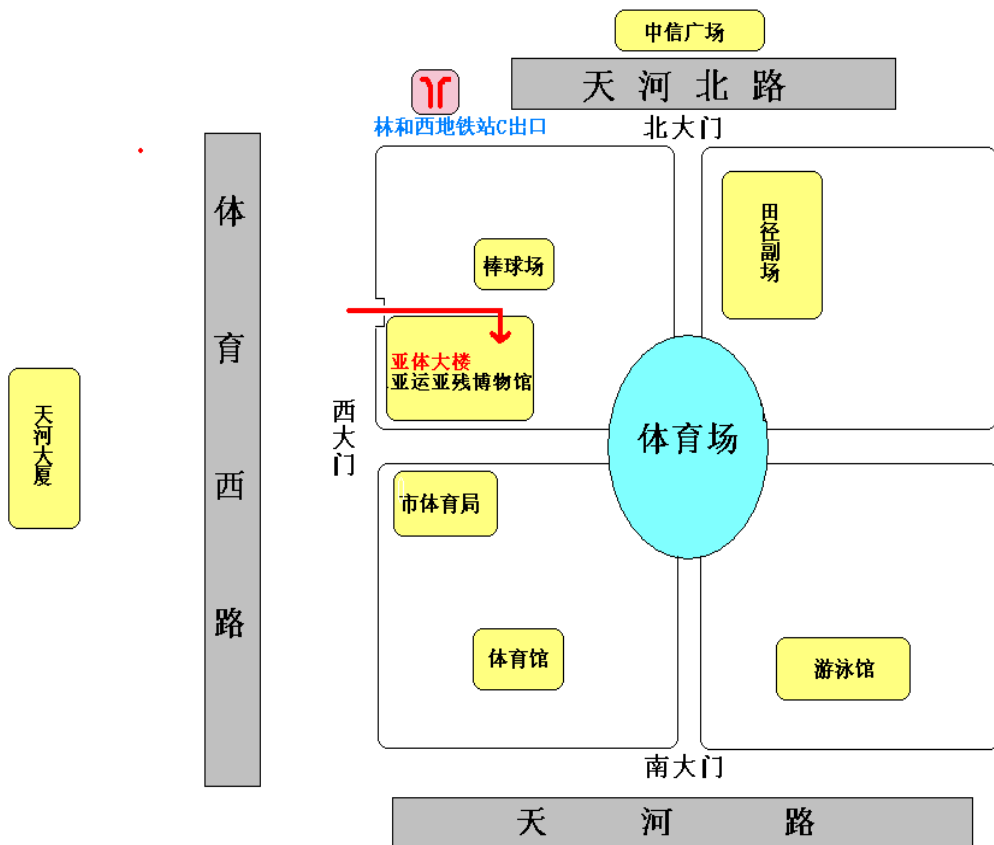 中信广场
天河北路
林和西地铁站C出口
北大门
体育西路
田径副场
棒球场
亚体大楼
亚运亚残博物馆
西大门
天河大厦
体育场
市体育局
体育馆
游泳馆
南大门
天河路